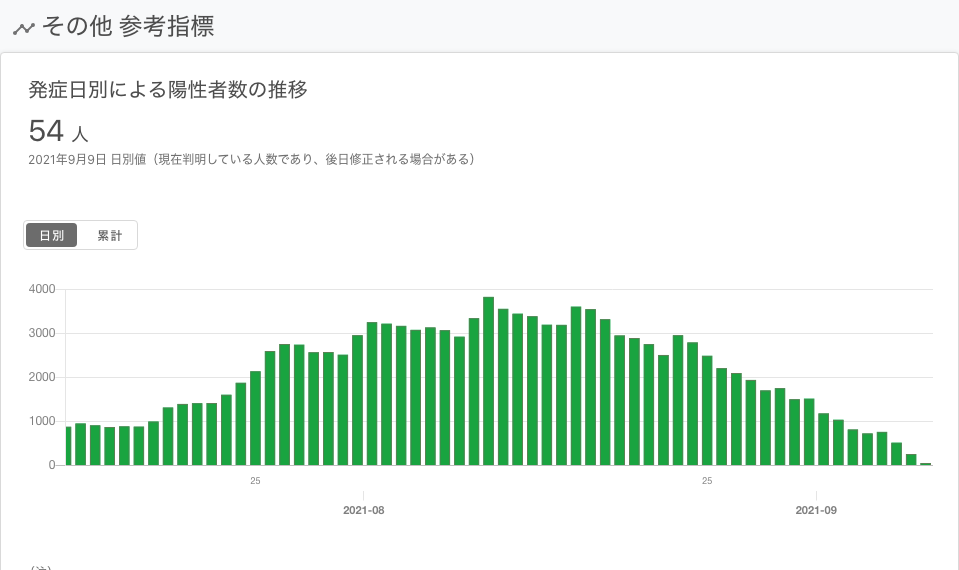 その他 参考指標
発症日別による陽性者数の推移
54 人
2021年9月9日 日別値（現在判明している人数であり、後日修正される場合がある）
日別 累計
4000
3000
2000
1000
0
25 25
2021-08 2021-09